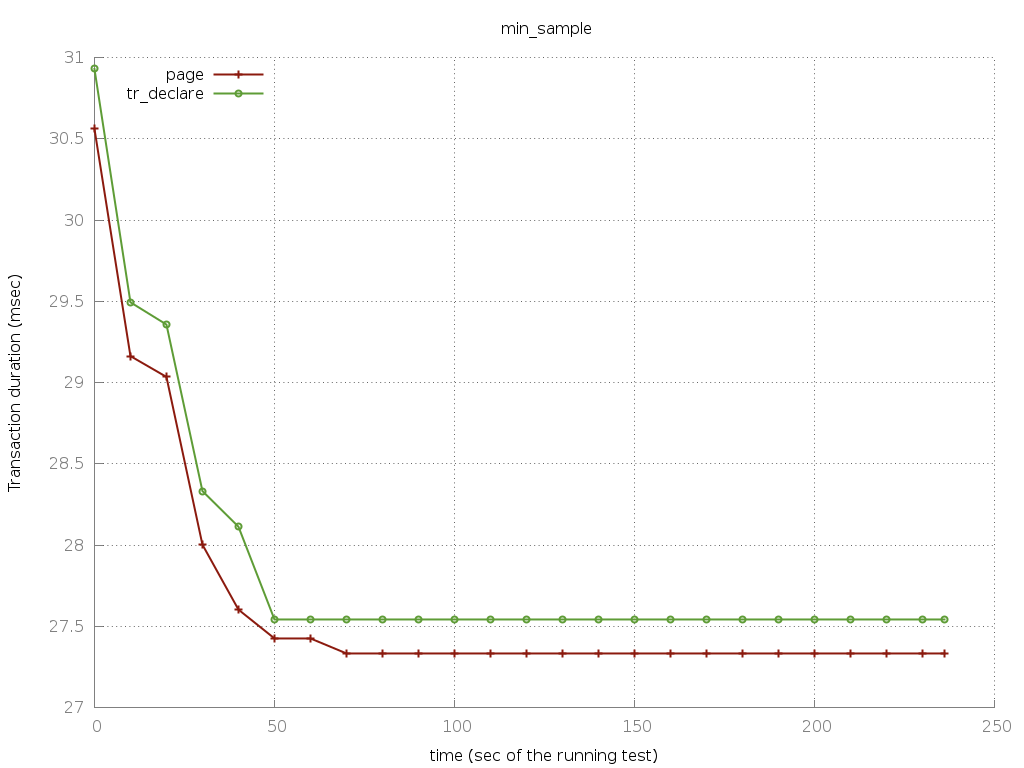 min_sample
31
30.5
30
29.5
29
28.5
28
27.5
27
page
tr_declare
Transaction duration (msec)
0 50 100 150 200 250
time (sec of the running test)